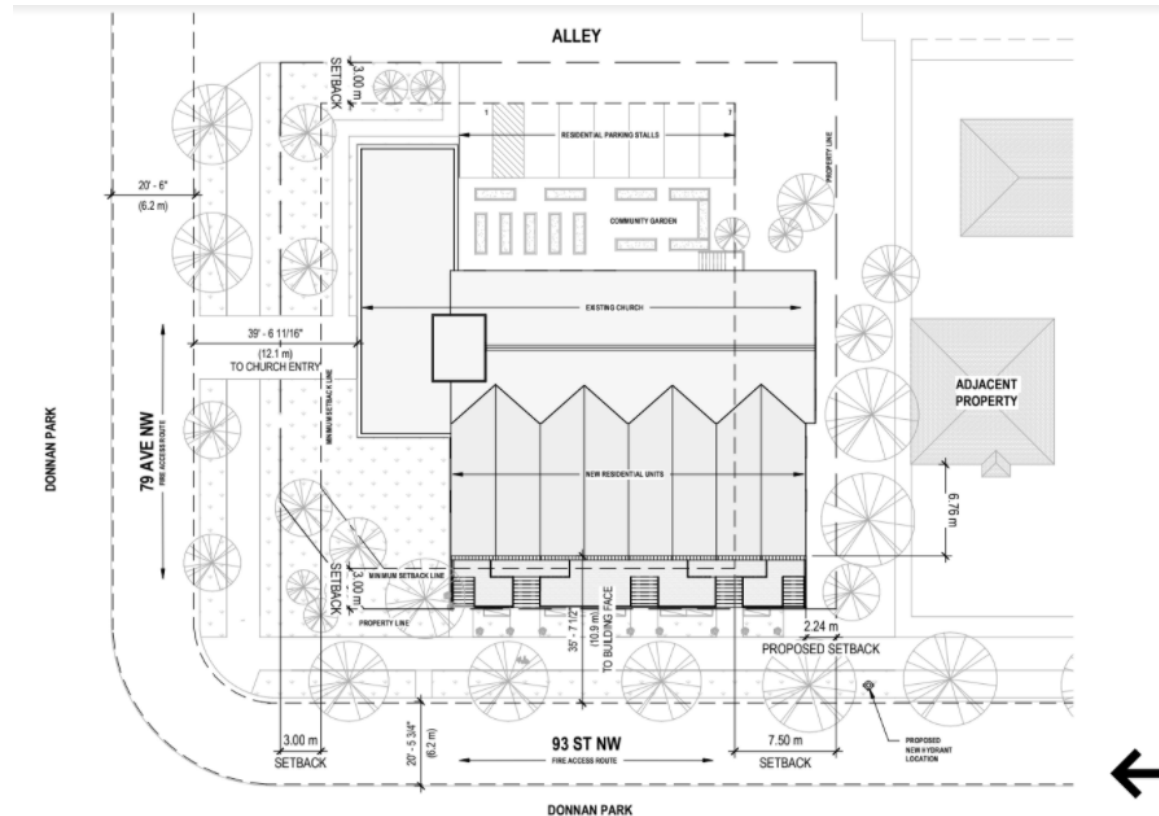 ALLEY
SETBACK
3.00 m
1
7
RESIDENTIAL PARKING STALLS
PROPERTY LINE
20' - 6"
(6.2 m)
COMMUNITY GARDEN
EXISTING CHURCH
39' - 6 11/16"
(12.1 m)
TO CHURCH ENTRY
MINIMUM SETBACK LINE
DONNAN PARK
79 AVE NW
FIRE ACCESS ROUTE
ADJACENT
PROPERTY
NEW RESIDENTIAL UNITS
6.76 m
SETBACK
3.00 m
MINIMUM SETBACK LINE
PROPERTY LINE
35' - 7 1/2"
(10.9 m)
TO BUILDING FACE
2.24 m
PROPOSED SETBACK
3.00 m
SETBACK
20' - 5 3/4"
(6.2 m)
93 ST NW
FIRE ACCESS ROUTE
7.50 m
SETBACK
PROPOSED
NEW HYDRANT
LOCATION
DONNAN PARK